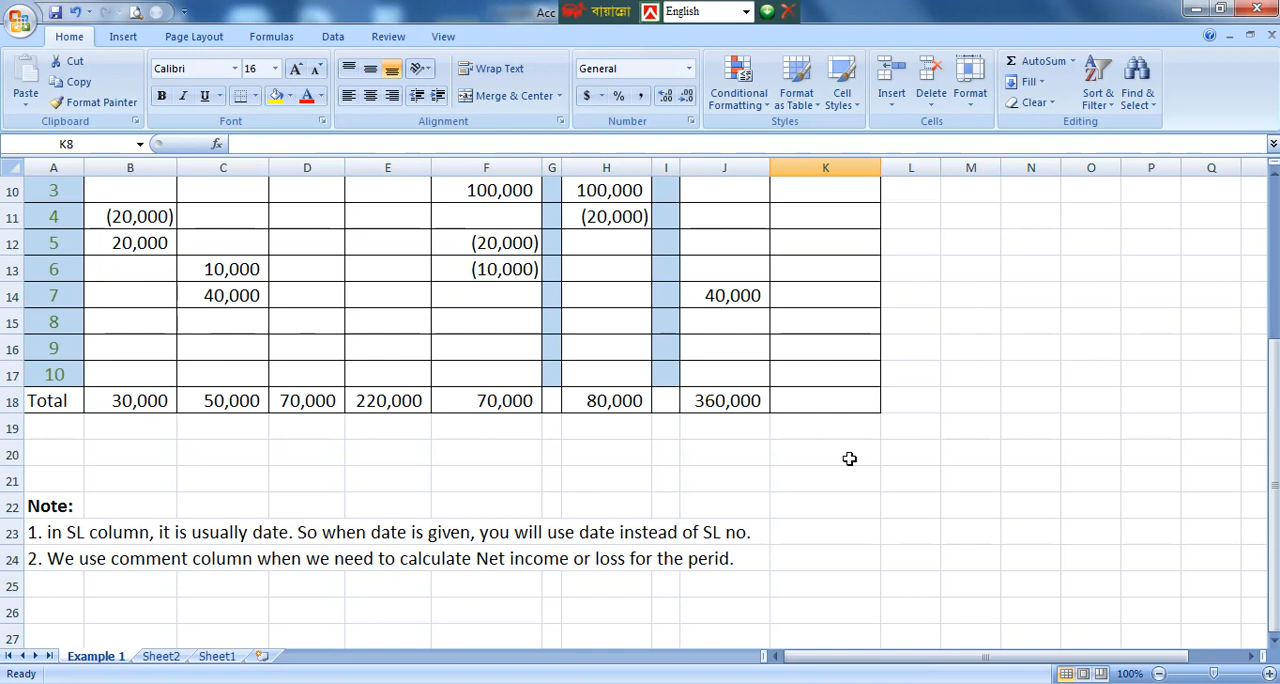 Acc বায়ান্নো English
Home Insert Page Layout Formulas Data Review View
Paste Cut Copy Format Painter Clipboard
Calibri 16 A A B I U A Font
Wrap Text Merge & Center Alignment
General $ % , Number
Conditional Formatting Format as Table Cell Styles Styles
Insert Delete Format Cells
Σ AutoSum Fill Clear Sort & Filter Find & Select Editing
K8 fx
A B C D E F G H I J K L M N O P Q
10 3 100,000 100,000
11 4 (20,000) (20,000)
12 5 20,000 (20,000)
13 6 10,000 (10,000)
14 7 40,000 40,000
15 8
16 9
17 10
18 Total 30,000 50,000 70,000 220,000 70,000 80,000 360,000
19
20
21
22 Note:
23 1. in SL column, it is usually date. So when date is given, you will use date instead of SL no.
24 2. We use comment column when we need to calculate Net income or loss for the perid.
25
26
27
Example 1 Sheet2 Sheet1
Ready 100%